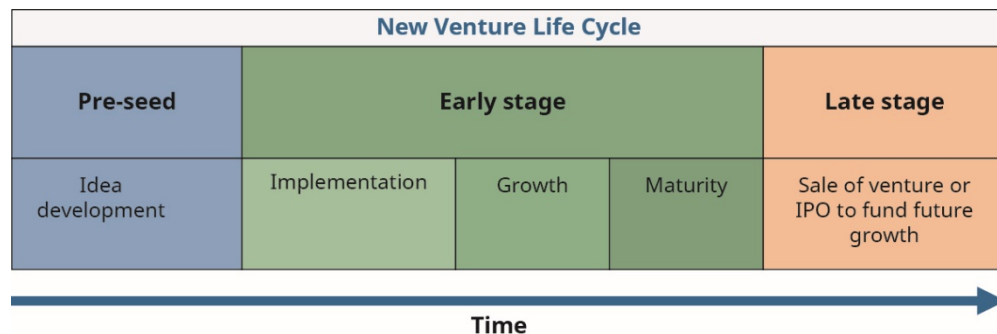 New Venture Life Cycle
Pre-seed
Early stage
Late stage
Idea
development
Implementation
Growth
Maturity
Sale of venture or
IPO to fund future
growth
Time